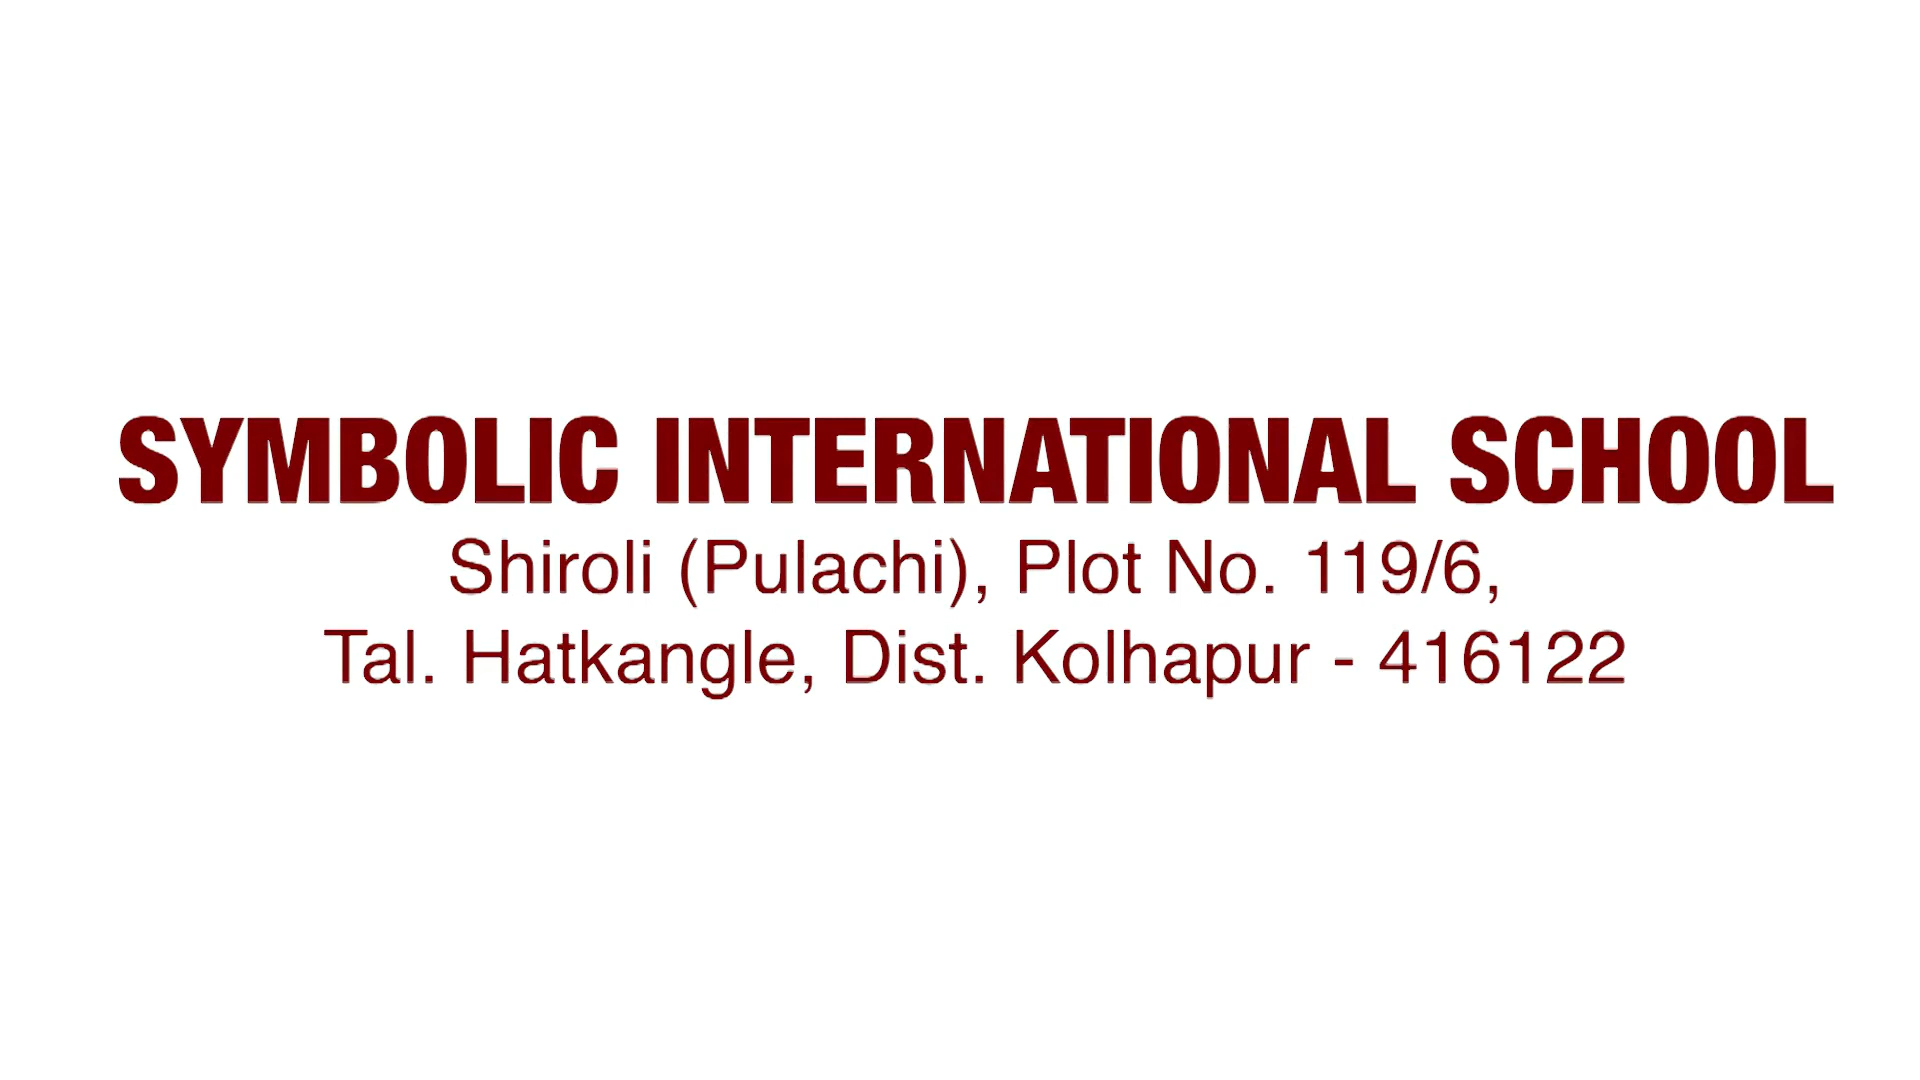 SYMBOLIC INTERNATIONAL SCHOOL
Shiroli (Pulachi), Plot No. 119/6,
Tal. Hatkangle, Dist. Kolhapur - 416122